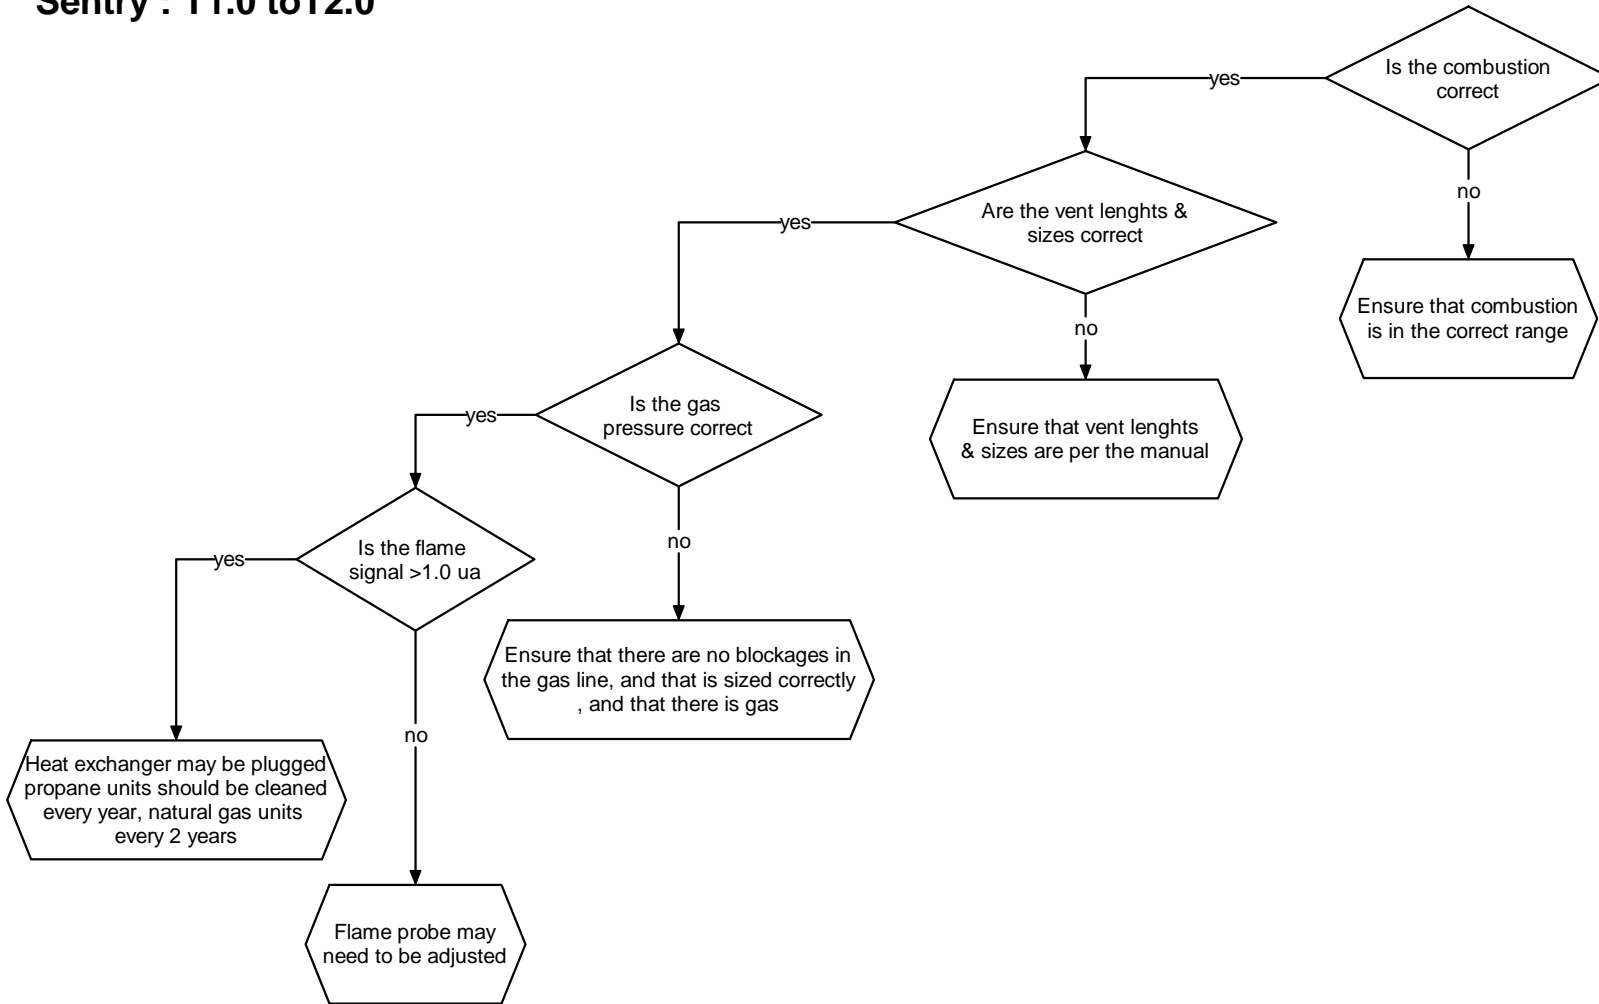 Sentry : T1.0 toT2.0
Is the combustion
correct
yes
no
Are the vent lenghts &
sizes correct
yes
no
Ensure that combustion
is in the correct range
Is the gas
pressure correct
yes
no
Ensure that vent lenghts
& sizes are per the manual
Is the flame
signal >1.0 ua
yes
no
Ensure that there are no blockages in
the gas line, and that is sized correctly
, and that there is gas
Heat exchanger may be plugged
propane units should be cleaned
every year, natural gas units
every 2 years
Flame probe may
need to be adjusted